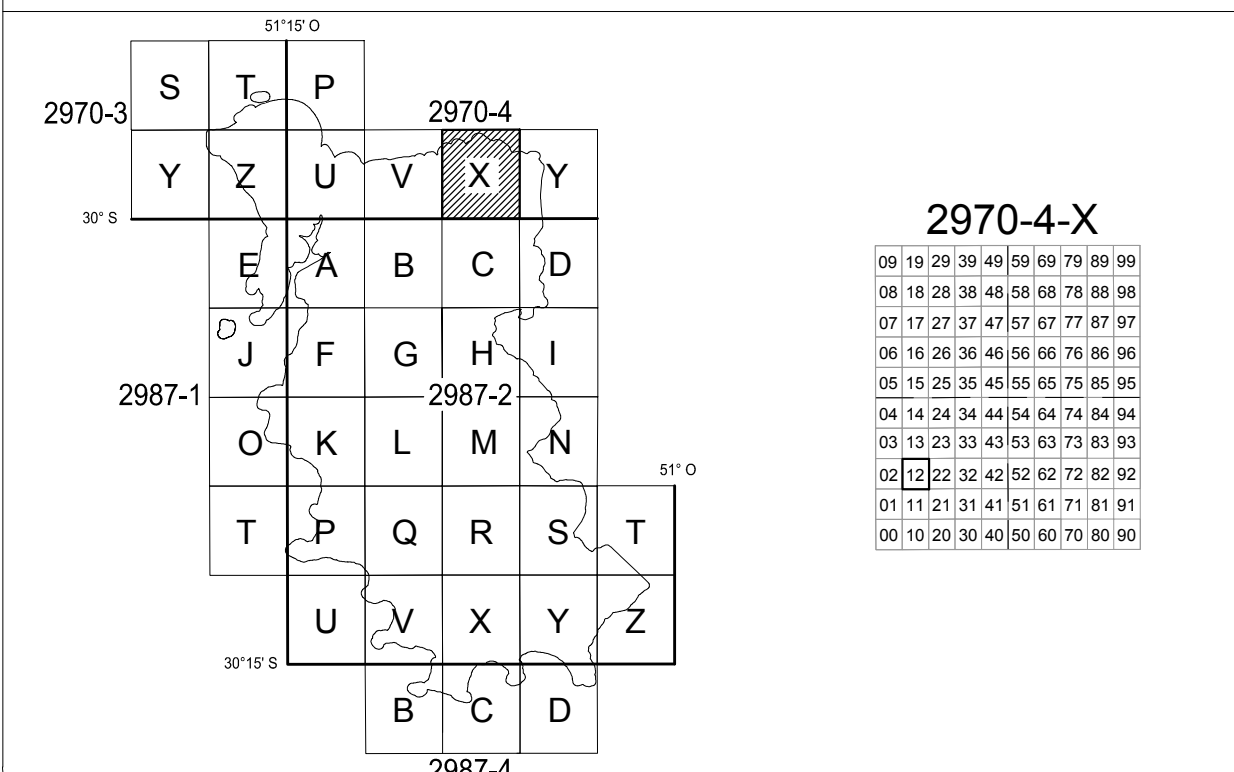 51°15' O
S T P
2970-3
2970-4
Y Z U V X Y
30° S
E A B C D
J F G H I
2987-1
2987-2
O K L M N
51° O
T P Q R S T
U V X Y Z
30°15' S
B C D
2987-4
2970-4-X
09 19 29 39 49 59 69 79 89 99
08 18 28 38 48 58 68 78 88 98
07 17 27 37 47 57 67 77 87 97
06 16 26 36 46 56 66 76 86 96
05 15 25 35 45 55 65 75 85 95
04 14 24 34 44 54 64 74 84 94
03 13 23 33 43 53 63 73 83 93
02 12 22 32 42 52 62 72 82 92
01 11 21 31 41 51 61 71 81 91
00 10 20 30 40 50 60 70 80 90